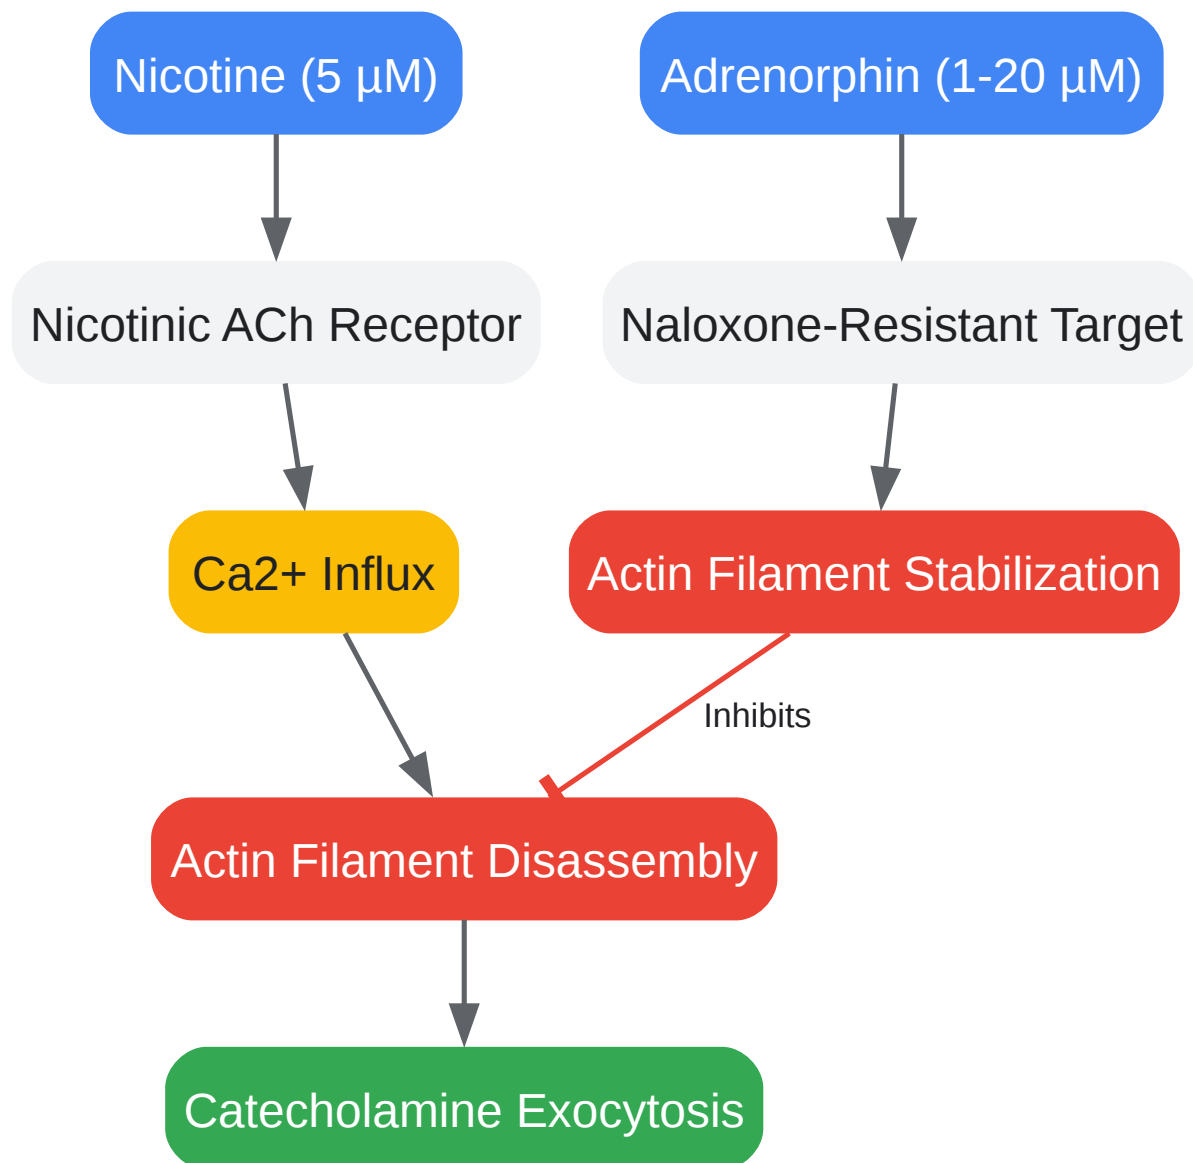 Nicotine (5 µM)
Adrenorphin (1-20 µM)
Nicotinic ACh Receptor
Naloxone-Resistant Target
Ca2+ Influx
Actin Filament Stabilization
Inhibits
Actin Filament Disassembly
Catecholamine Exocytosis